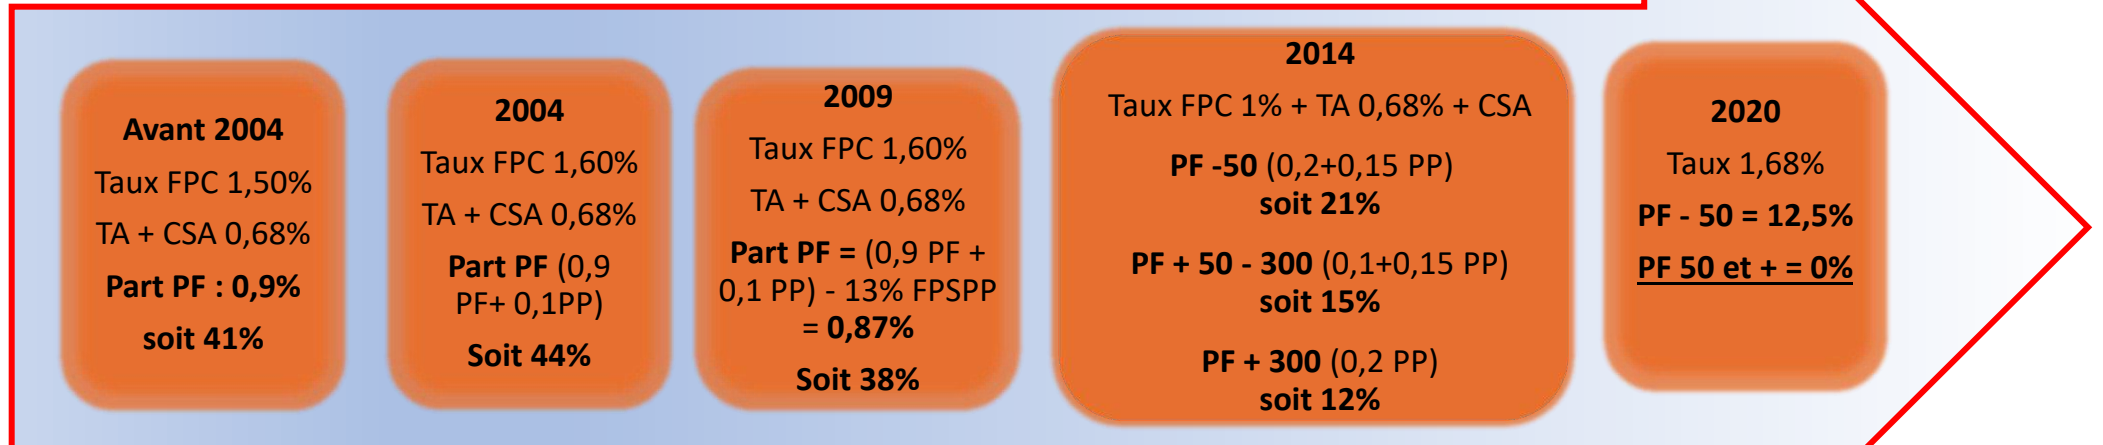 Avant 2004
Taux FPC 1,50%
TA + CSA 0,68%
Part PF : 0,9%
soit 41%
2004
Taux FPC 1,60%
TA + CSA 0,68%
Part PF (0,9
PF+ 0,1PP)
Soit 44%
2009
Taux FPC 1,60%
TA + CSA 0,68%
Part PF = (0,9 PF +
0,1 PP) - 13% FPSPP
= 0,87%
Soit 38%
2014
Taux FPC 1% + TA 0,68% + CSA
PF -50 (0,2+0,15 PP)
soit 21%
PF + 50 - 300 (0,1+0,15 PP)
soit 15%
PF + 300 (0,2 PP)
soit 12%
2020
Taux 1,68%
PF - 50 = 12,5%
PF 50 et + = 0%